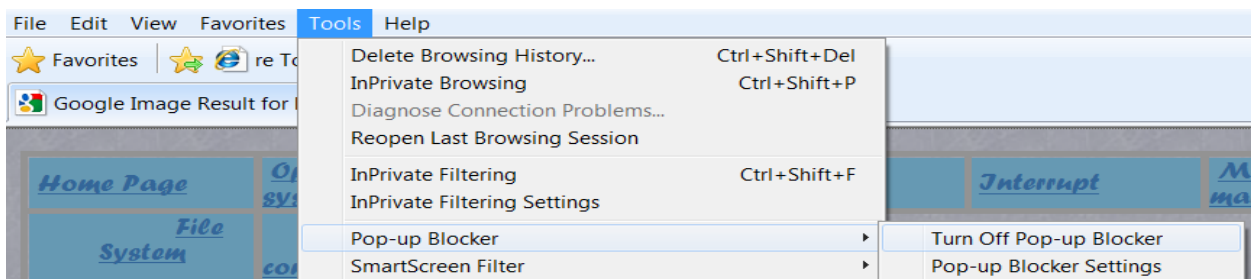 File Edit View Favorites Tools Help
Favorites re To
Google Image Result for
Delete Browsing History... Ctrl+Shift+Del
InPrivate Browsing Ctrl+Shift+P
Diagnose Connection Problems...
Reopen Last Browsing Session
InPrivate Filtering Ctrl+Shift+F
InPrivate Filtering Settings
Pop-up Blocker
SmartScreen Filter
Turn Off Pop-up Blocker
Pop-up Blocker Settings
Home Page
Interrupt
File
System